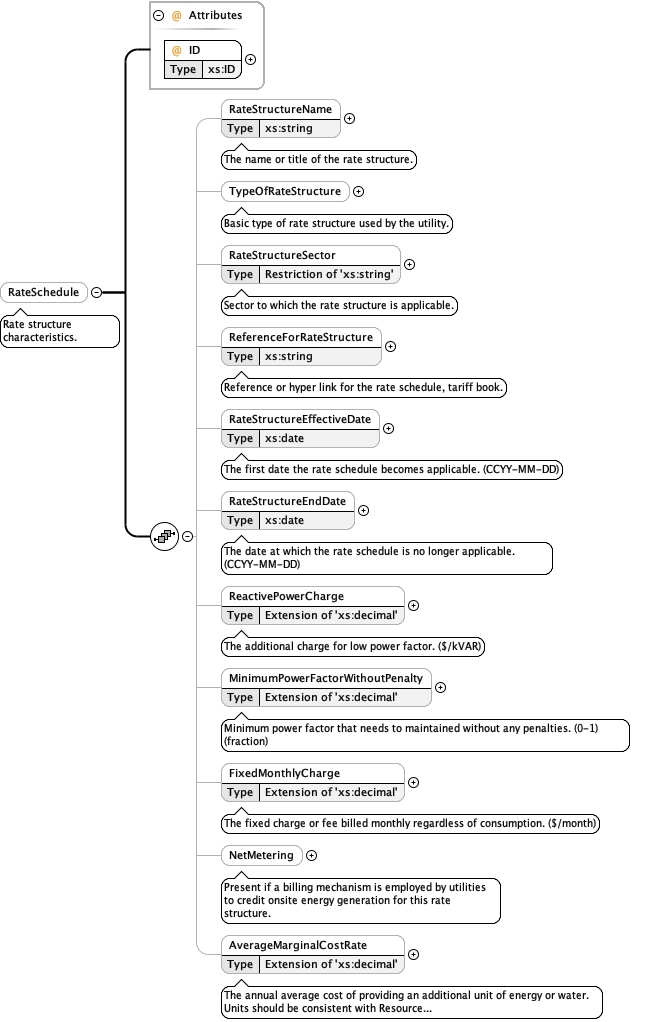 @ Attributes
@ ID
Type xs:ID
RateStructureName
Type xs:string
The name or title of the rate structure.
TypeOfRateStructure
Basic type of rate structure used by the utility.
RateStructureSector
Type Restriction of 'xs:string'
Sector to which the rate structure is applicable.
RateSchedule
Rate structure
characteristics.
ReferenceForRateStructure
Type xs:string
Reference or hyper link for the rate schedule, tariff book.
RateStructureEffectiveDate
Type xs:date
The first date the rate schedule becomes applicable. (CCYY-MM-DD)
RateStructureEndDate
Type xs:date
The date at which the rate schedule is no longer applicable.
(CCYY-MM-DD)
ReactivePowerCharge
Type Extension of 'xs:decimal'
The additional charge for low power factor. ($/kVAR)
MinimumPowerFactorWithoutPenalty
Type Extension of 'xs:decimal'
Minimum power factor that needs to maintained without any penalties. (0-1)
(fraction)
FixedMonthlyCharge
Type Extension of 'xs:decimal'
The fixed charge or fee billed monthly regardless of consumption. ($/month)
NetMetering
Present if a billing mechanism is employed by utilities
to credit onsite energy generation for this rate
structure.
AverageMarginalCostRate
Type Extension of 'xs:decimal'
The annual average cost of providing an additional unit of energy or water.
Units should be consistent with Resource...